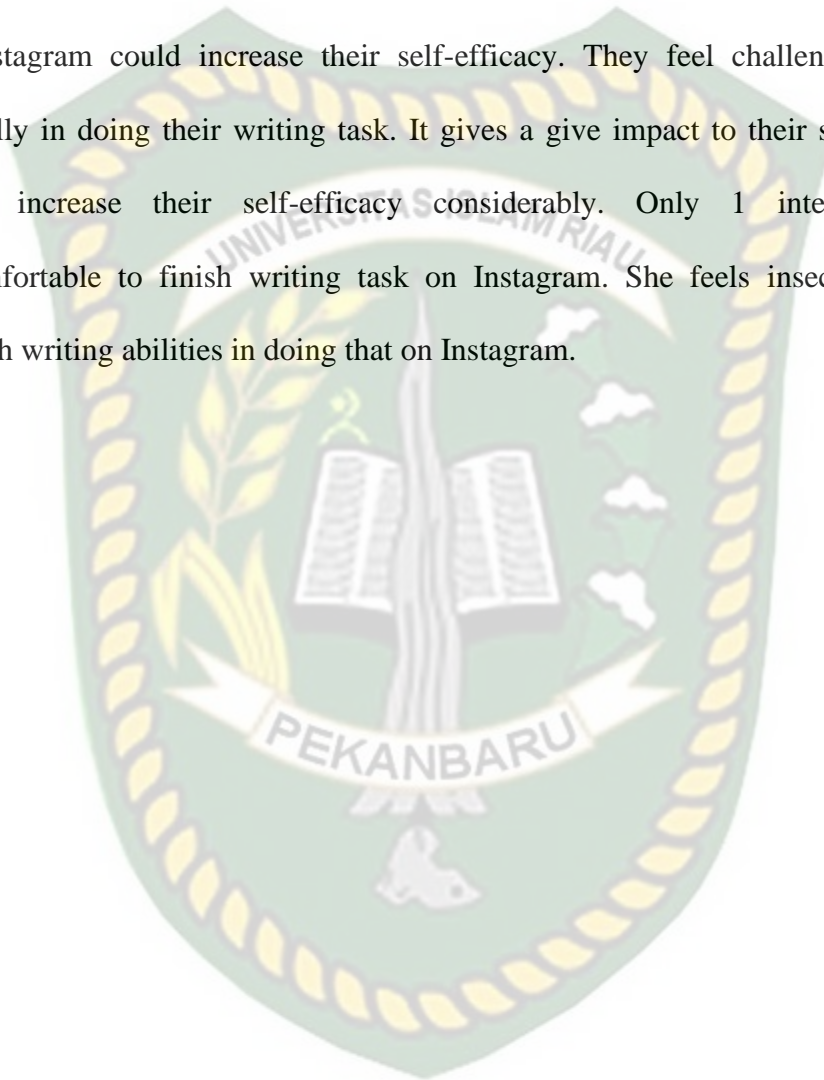 stagram could increase their self-efficacy. They feel challen
lly in doing their writing task. It gives a give impact to their s
increase their self-efficacy considerably. Only 1 inte
nfortable to finish writing task on Instagram. She feels insec
h writing abilities in doing that on Instagram.
UNIVERSITAS ISLAM RIAU
PEKANBARU